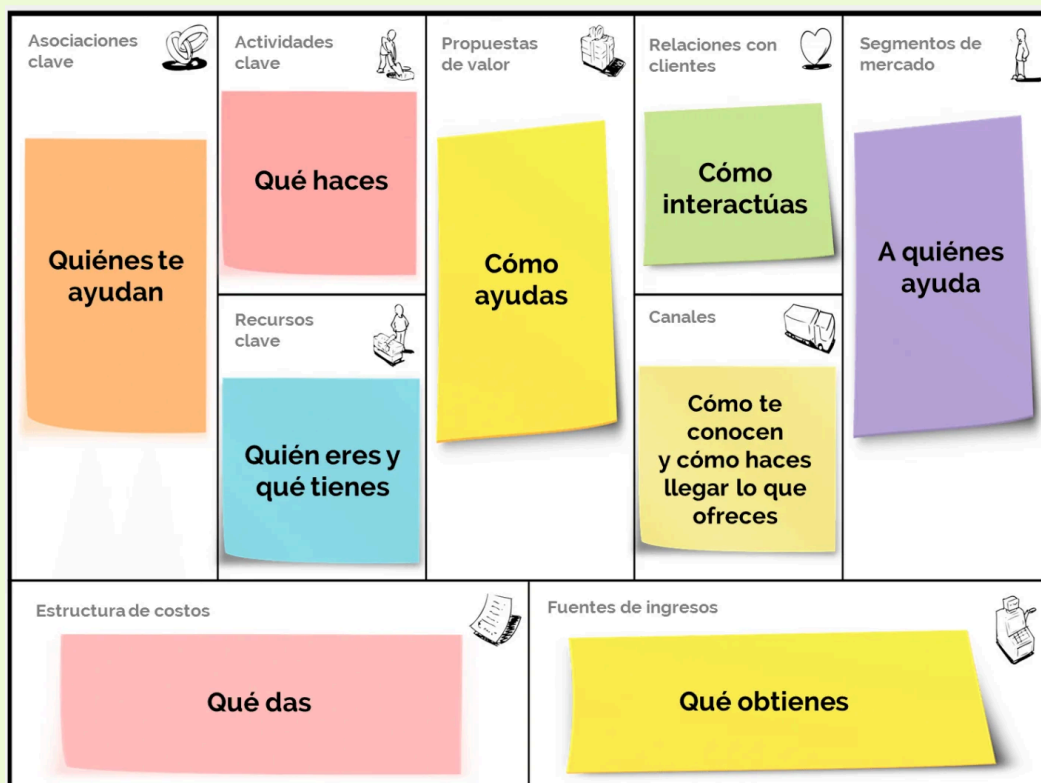 Asociaciones
clave
Quiénes te
ayudan
Actividades
clave
Qué haces
Recursos
clave
Quién eres y
qué tienes
Propuestas
de valor
Cómo
ayudas
Relaciones con
clientes
Cómo
interactúas
Canales
Cómo te
conocen
y cómo haces
llegar lo que
ofreces
Segmentos de
mercado
A quiénes
ayuda
Estructura de costos
Qué das
Fuentes de ingresos
Qué obtienes